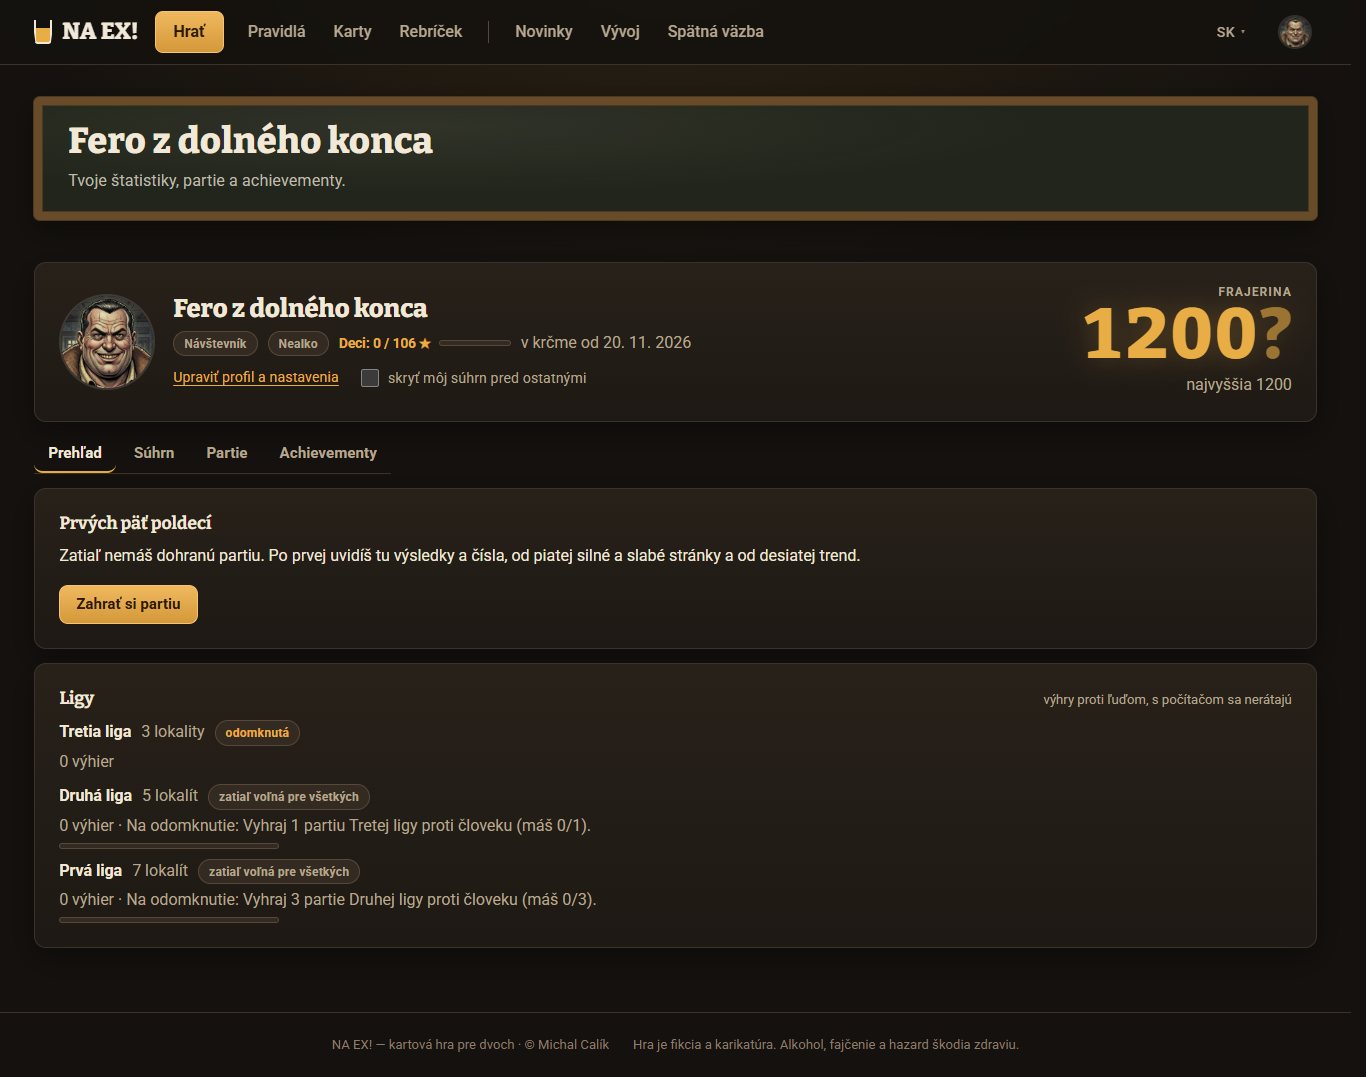 NA EX!
Hrať
Pravidlá
Karty
Rebríček
Novinky
Vývoj
Spätná väzba
SK
Fero z dolného konca
Tvoje štatistiky, partie a achievementy.
Fero z dolného konca
Návštevník
Nealko
Deci: 0 / 106 ★
v krčme od 20. 11. 2026
Upraviť profil a nastavenia
skryť môj súhrn pred ostatnými
FRAJERINA
1200?
najvyššia 1200
Prehľad
Súhrn
Partie
Achievementy
Prvých päť poldecí
Zatiaľ nemáš dohranú partiu. Po prvej uvidíš tu výsledky a čísla, od piatej silné a slabé stránky a od desiatej trend.
Zahrať si partiu
Ligy
výhry proti ľuďom, s počítačom sa nerátajú
Tretia liga 3 lokality odomknutá
0 výhier
Druhá liga 5 lokalít zatiaľ voľná pre všetkých
0 výhier · Na odomknutie: Vyhraj 1 partiu Tretej ligy proti človeku (máš 0/1).
Prvá liga 7 lokalít zatiaľ voľná pre všetkých
0 výhier · Na odomknutie: Vyhraj 3 partie Druhej ligy proti človeku (máš 0/3).
NA EX! — kartová hra pre dvoch · © Michal Calík
Hra je fikcia a karikatúra. Alkohol, fajčenie a hazard škodia zdraviu.